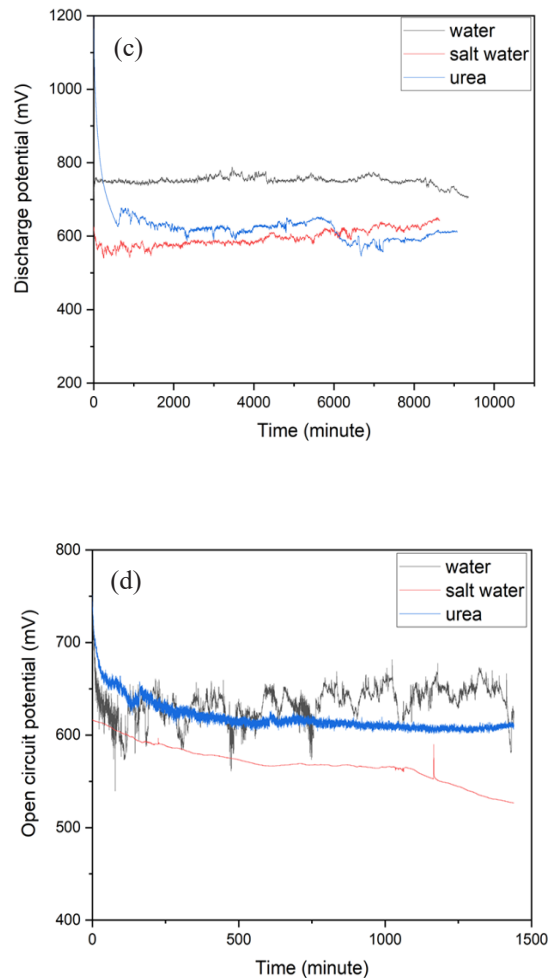 (c)
water
salt water
urea
Discharge potential (mV)
1200
1000
800
600
400
200
0 2000 4000 6000 8000 10000
Time (minute)
(d)
water
salt water
urea
Open circuit potential (mV)
800
700
600
500
400
0 500 1000 1500
Time (minute)